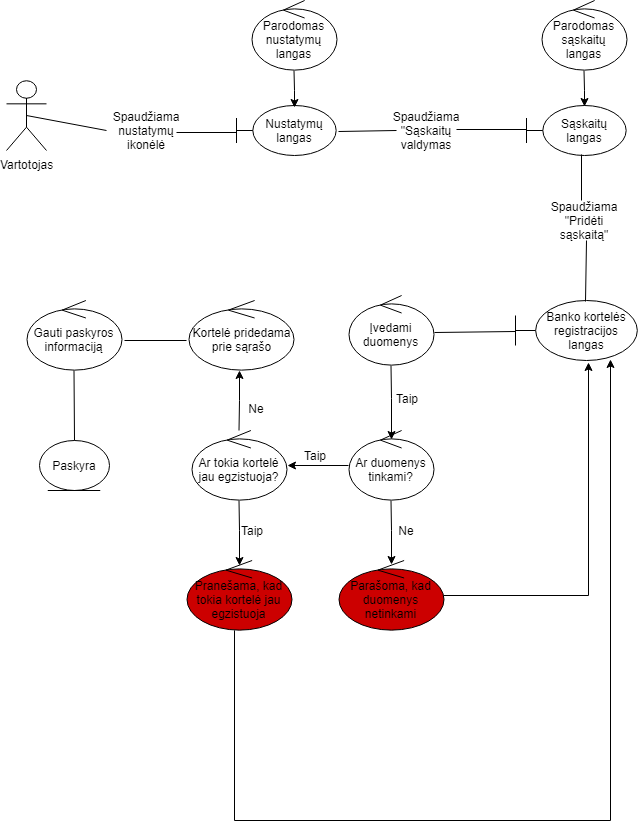 Parodomas
nustatymų
langas
Parodomas
sąskaitų
langas
Vartotojas
Spaudžiama
nustatymų
ikonėlė
Nustatymų
langas
Spaudžiama
"Sąskaitų
valdymas
Sąskaitų
langas
Spaudžiama
"Pridėti
sąskaitą"
Gauti paskyros
informaciją
Kortelė pridedama
prie sąrašo
Įvedami
duomenys
Banko kortelės
registracijos
langas
Ne
Taip
Paskyra
Ar tokia kortelė
jau egzistuoja?
Taip
Ar duomenys
tinkami?
Taip
Ne
Pranešama, kad
tokia kortelė jau
egzistuoja
Parašoma, kad
duomenys
netinkami